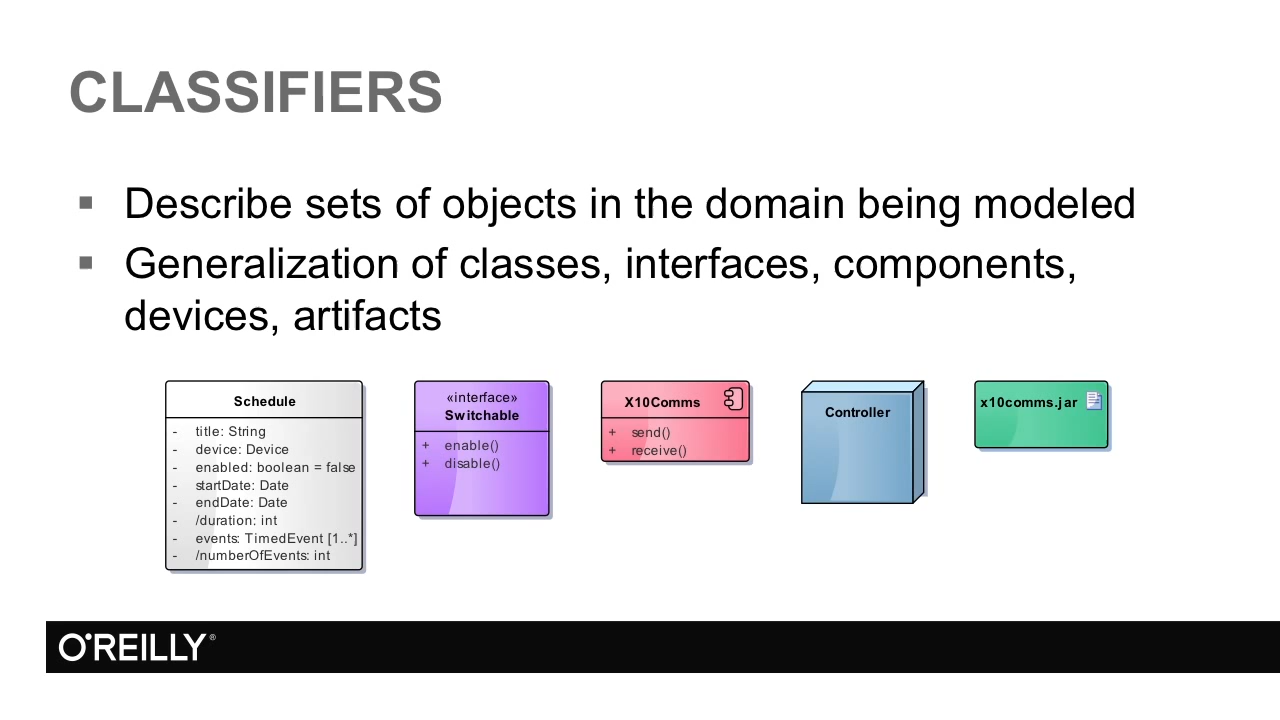 CLASSIFIERS
▪ Describe sets of objects in the domain being modeled
▪ Generalization of classes, interfaces, components,
devices, artifacts
Schedule
- title: String
- device: Device
- enabled: boolean = false
- startDate: Date
- endDate: Date
- /duration: int
- events: TimedEvent [1..*]
- /numberOfEvents: int
«interface»
Switchable
+ enable()
+ disable()
X10Comms
+ send()
+ receive()
Controller
x10comms.jar
O'REILLY®